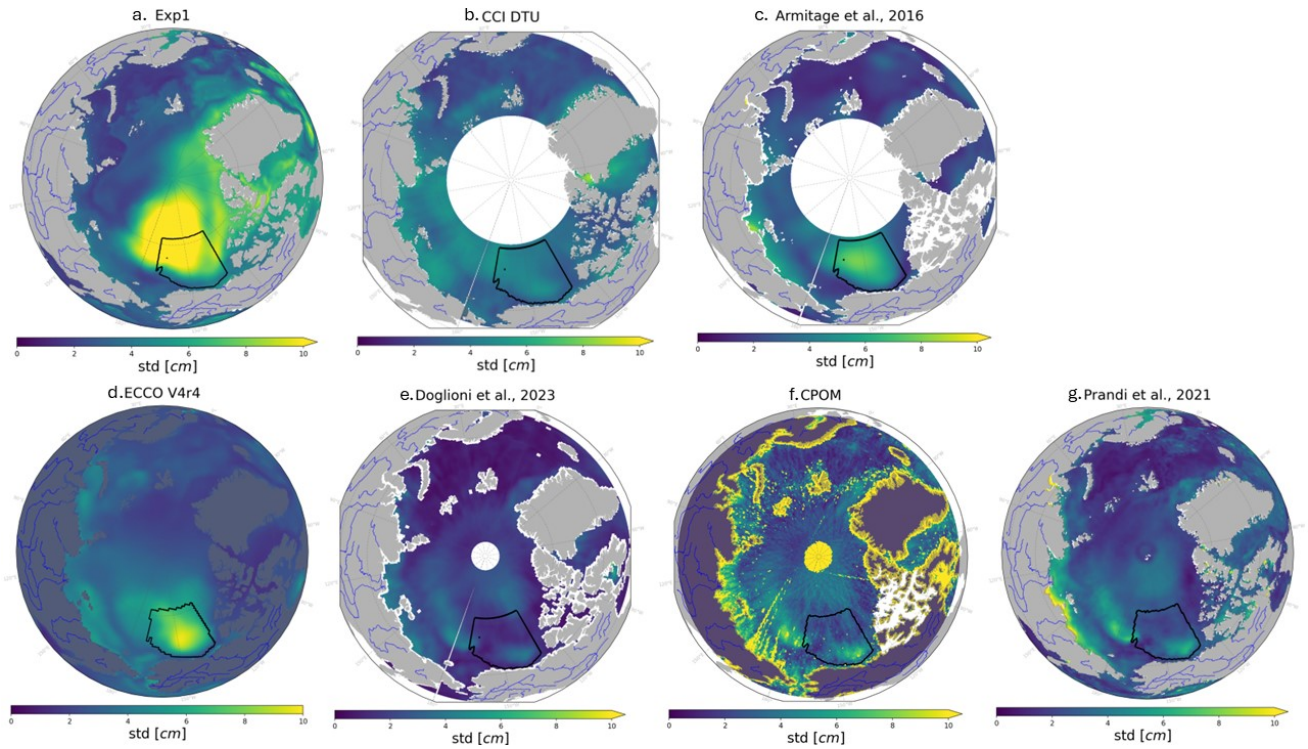 a. Exp1
b. CCI DTU
c. Armitage et al., 2016
0 2 4 6 8 10
std [cm]
0 2 4 6 8 10
std [cm]
0 2 4 6 8 10
std [cm]
d. ECCO V4r4
e. Doglioni et al., 2023
f. CPOM
g. Prandi et al., 2021
0 2 4 6 8 10
std [cm]
0 2 4 6 8 10
std [cm]
0 2 4 6 8 10
std [cm]
0 2 4 6 8 10
std [cm]